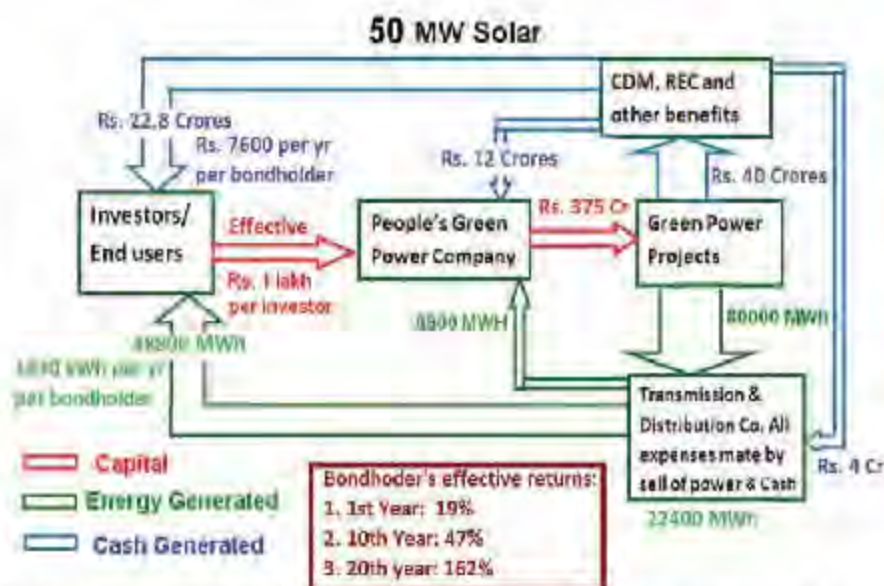 50 MW Solar
CDM, REC and
other benefits
Rs. 22.8 Crores
Rs. 7600 per yr
per bondholder
Rs. 12 Crores
Rs. 40 Crores
Investors/
End users
Effective
Rs. 1 lakh
per investor
People's Green
Power Company
Rs. 375 Cr
Green Power
Projects
MWH
80000 MWh
MWh
kWh per yr
per bondholder
Transmission &
Distribution Co. All
expenses mate by
sell of power & Cash
Rs. 4 Cr
22400 MWh
Capital
Energy Generated
Cash Generated
Bondhoder's effective returns:
1. 1st Year: 19%
2. 10th Year: 47%
3. 20th year: 162%